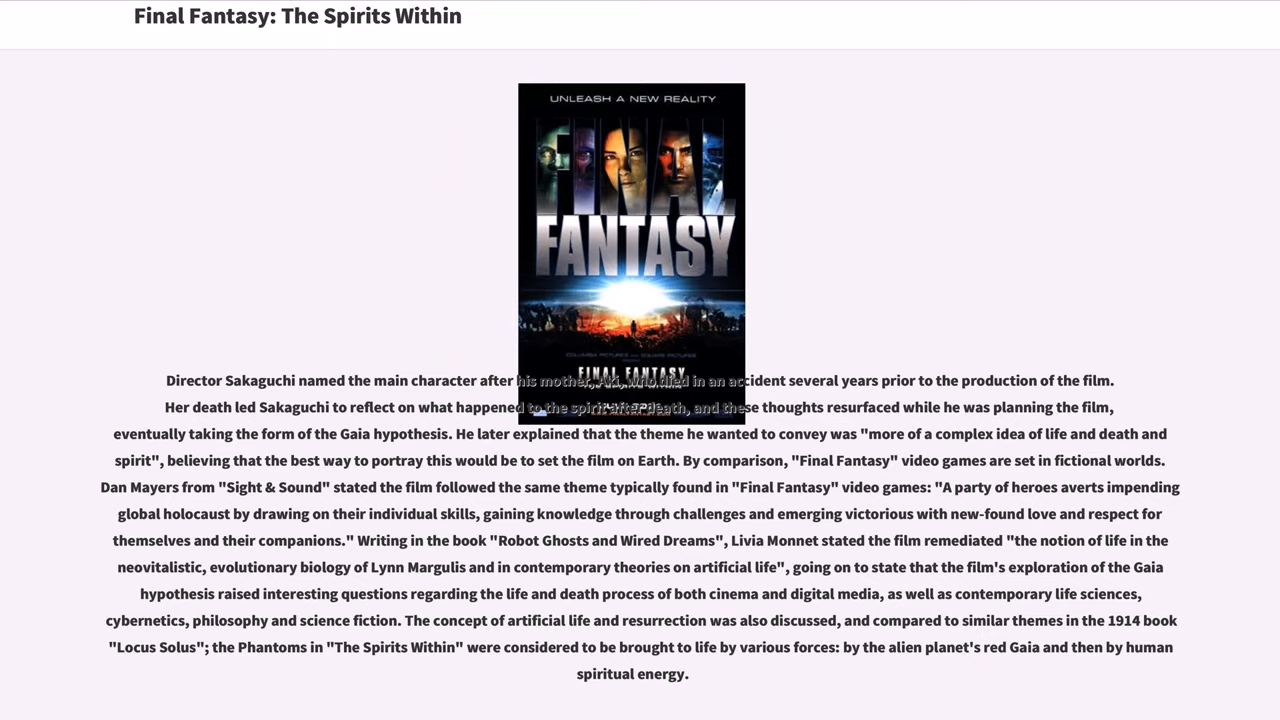 Final Fantasy: The Spirits Within
UNLEASH A NEW REALITY
FINAL
FANTASY
COLUMBIA PICTURES AND SQUARE PICTURES
FINAL FANTASY
Director Sakaguchi named the main character after his mother, Aki, who died in an accident several years prior to the production of the film.
Her death led Sakaguchi to reflect on what happened to the spirit after death, and these thoughts resurfaced while he was planning the film,
eventually taking the form of the Gaia hypothesis. He later explained that the theme he wanted to convey was "more of a complex idea of life and death and
spirit", believing that the best way to portray this would be to set the film on Earth. By comparison, "Final Fantasy" video games are set in fictional worlds.
Dan Mayers from "Sight & Sound" stated the film followed the same theme typically found in "Final Fantasy" video games: "A party of heroes averts impending
global holocaust by drawing on their individual skills, gaining knowledge through challenges and emerging victorious with new-found love and respect for
themselves and their companions." Writing in the book "Robot Ghosts and Wired Dreams", Livia Monnet stated the film remediated "the notion of life in the
neovitalistic, evolutionary biology of Lynn Margulis and in contemporary theories on artificial life", going on to state that the film's exploration of the Gaia
hypothesis raised interesting questions regarding the life and death process of both cinema and digital media, as well as contemporary life sciences,
cybernetics, philosophy and science fiction. The concept of artificial life and resurrection was also discussed, and compared to similar themes in the 1914 book
"Locus Solus"; the Phantoms in "The Spirits Within" were considered to be brought to life by various forces: by the alien planet's red Gaia and then by human
spiritual energy.